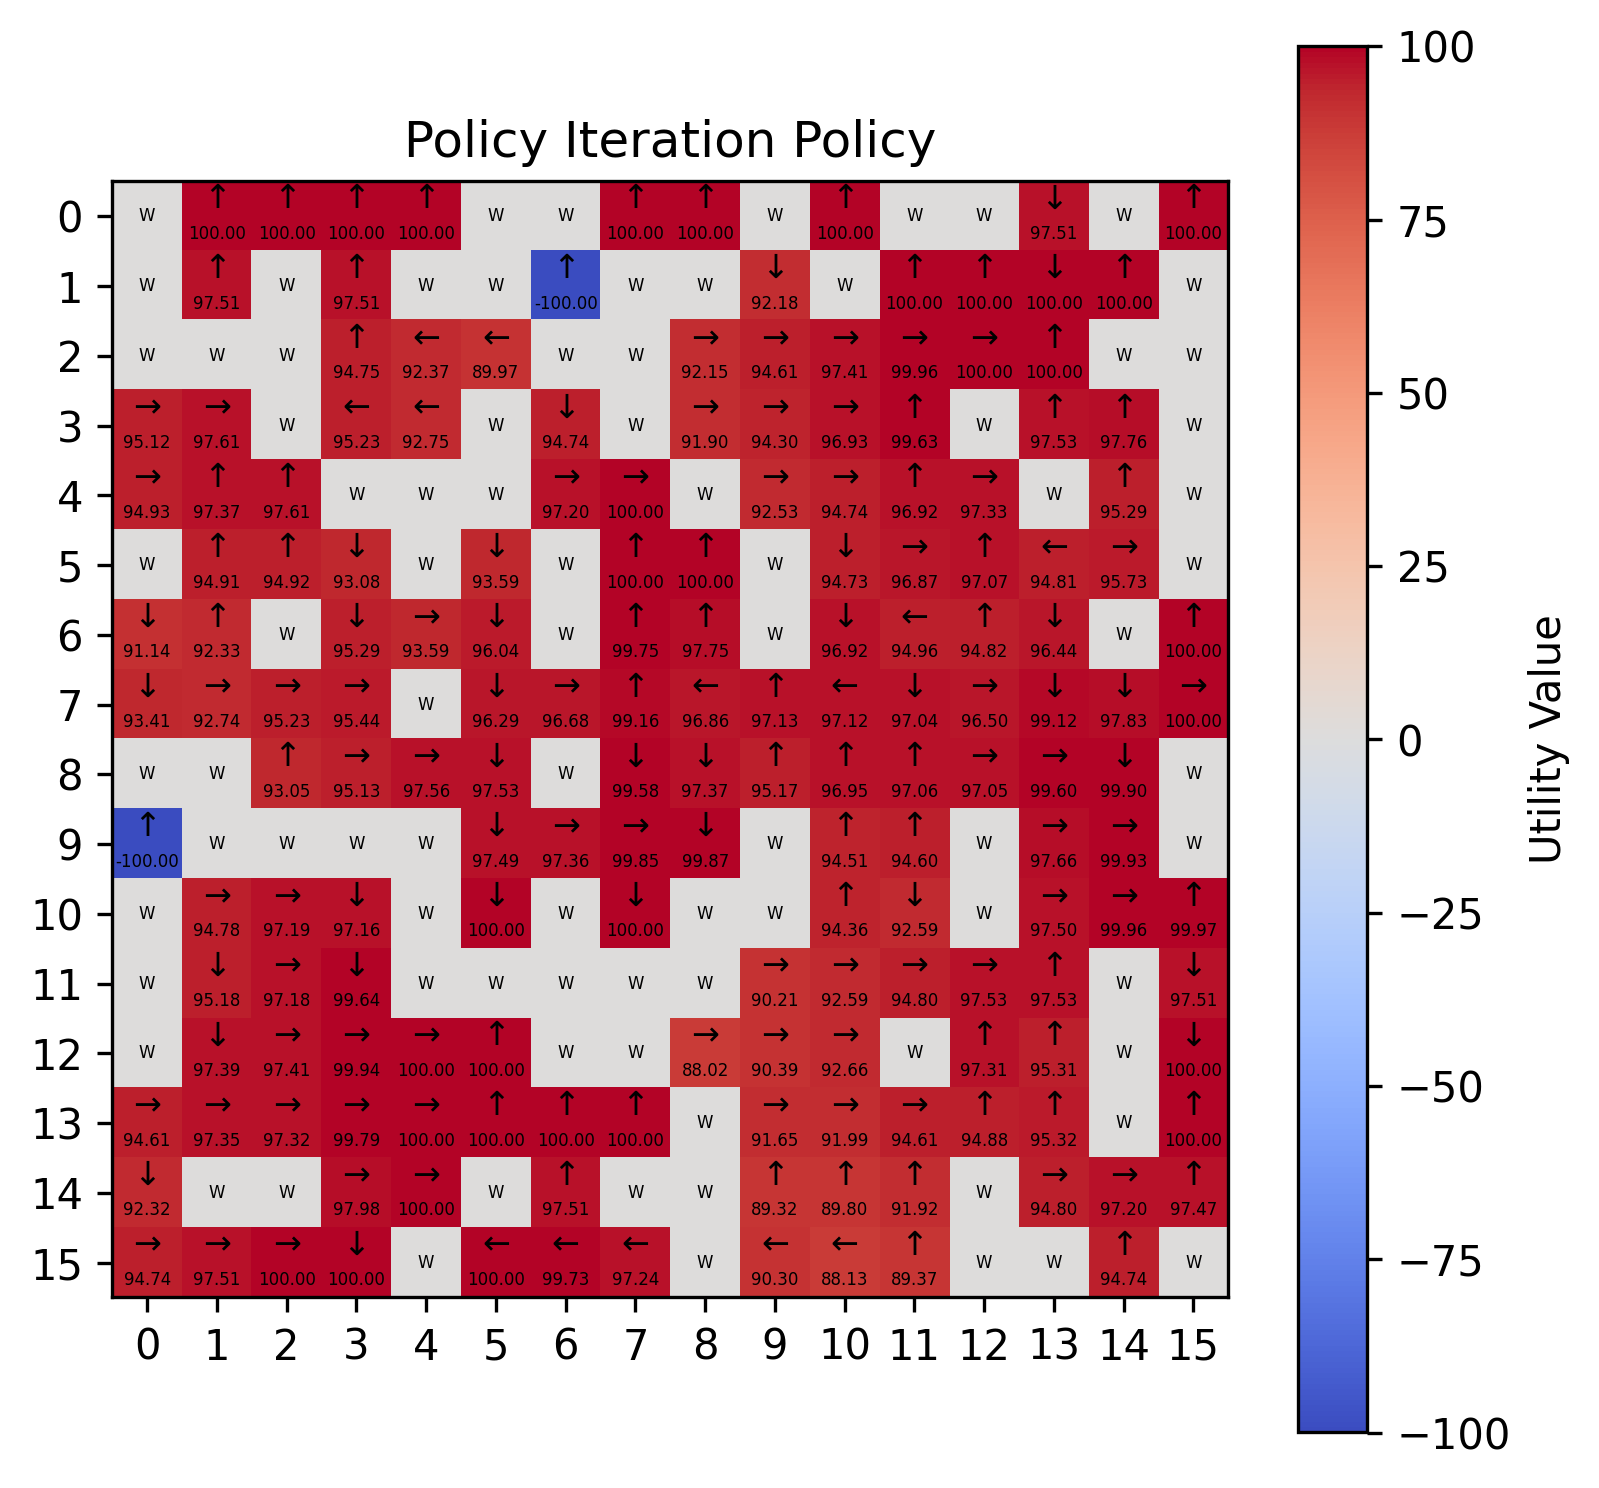 Policy Iteration Policy
0 W ↑ ↑ ↑ ↑ W W ↑ ↑ W ↑ W W ↓ W ↑
100.00 100.00 100.00 100.00 100.00 100.00 100.00 97.51 100.00
1 W ↑ W ↑ W W ↑ W W ↓ W ↑ ↑ ↓ ↑ W
97.51 97.51 -100.00 92.18 100.00 100.00 100.00 100.00
2 W W W ↑ ← ← W W → → → → → ↑ W W
94.75 92.37 89.97 92.15 94.61 97.41 99.96 100.00 100.00
3 → → W ← ← W ↓ W → → → ↑ W ↑ ↑ W
95.12 97.61 95.23 92.75 94.74 91.90 94.30 96.93 99.63 97.53 97.76
4 → ↑ ↑ W W W → → W → → ↑ → W ↑ W
94.93 97.37 97.61 97.20 100.00 92.53 94.74 96.92 97.33 95.29
5 W ↑ ↑ ↓ W ↓ W ↑ ↑ W ↓ → ↑ ← → W
94.91 94.92 93.08 93.59 100.00 100.00 94.73 96.87 97.07 94.81 95.73
6 ↓ ↑ W ↓ → ↓ W ↑ ↑ W ↓ ← ↑ ↓ W ↑
91.14 92.33 95.29 93.59 96.04 99.75 97.75 96.92 94.96 94.82 96.44 100.00
7 ↓ → → → W ↓ → ↑ ← ↑ ← ↓ → ↓ ↓ →
93.41 92.74 95.23 95.44 96.29 96.68 99.16 96.86 97.13 97.12 97.04 96.50 99.12 97.83 100.00
8 W W ↑ → → ↓ W ↓ ↓ ↑ ↑ ↑ → → ↓ W
93.05 95.13 97.56 97.53 99.58 97.37 95.17 96.95 97.06 97.05 99.60 99.90
9 ↑ W W W W ↓ → → ↓ W ↑ ↑ W → → W
-100.00 97.49 97.36 99.85 99.87 94.51 94.60 97.66 99.93
10 W → → ↓ W ↓ W ↓ W W ↑ ↓ W → → ↑
94.78 97.19 97.16 100.00 100.00 94.36 92.59 97.50 99.96 99.97
11 W ↓ → ↓ W W W W W → → → → ↑ W ↓
95.18 97.18 99.64 90.21 92.59 94.80 97.53 97.53 97.51
12 W ↓ → → → ↑ W W → → → W ↑ ↑ W ↓
97.39 97.41 99.94 100.00 100.00 88.02 90.39 92.66 97.31 95.31 100.00
13 → → → → → ↑ ↑ ↑ W → → → ↑ ↑ W ↑
94.61 97.35 97.32 99.79 100.00 100.00 100.00 100.00 91.65 91.99 94.61 94.88 95.32 100.00
14 ↓ W W → → W ↑ W W ↑ ↑ ↑ W → → ↑
92.32 97.98 100.00 97.51 89.32 89.80 91.92 94.80 97.20 97.47
15 → → → ↓ W ← ← ← W ← ← ↑ W W ↑ W
94.74 97.51 100.00 100.00 100.00 99.73 97.24 90.30 88.13 89.37 94.74
0 1 2 3 4 5 6 7 8 9 10 11 12 13 14 15
100
75
50
25
0
−25
−50
−75
−100
Utility Value